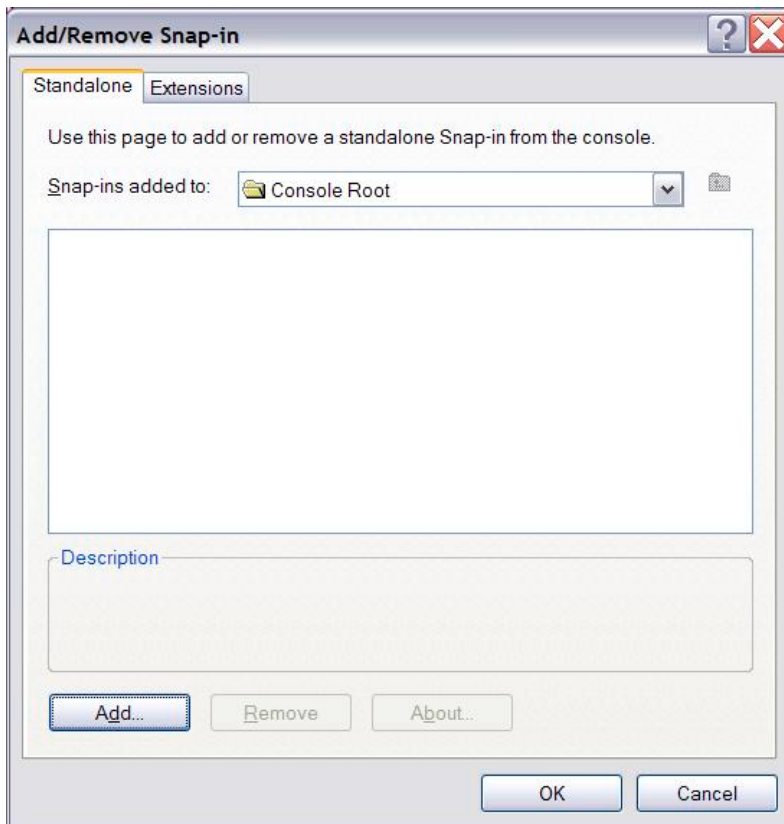 Add/Remove Snap-in
Standalone
Extensions
Use this page to add or remove a standalone Snap-in from the console.
Snap-ins added to:
Console Root
Description
Add...
Remove
About...
OK
Cancel